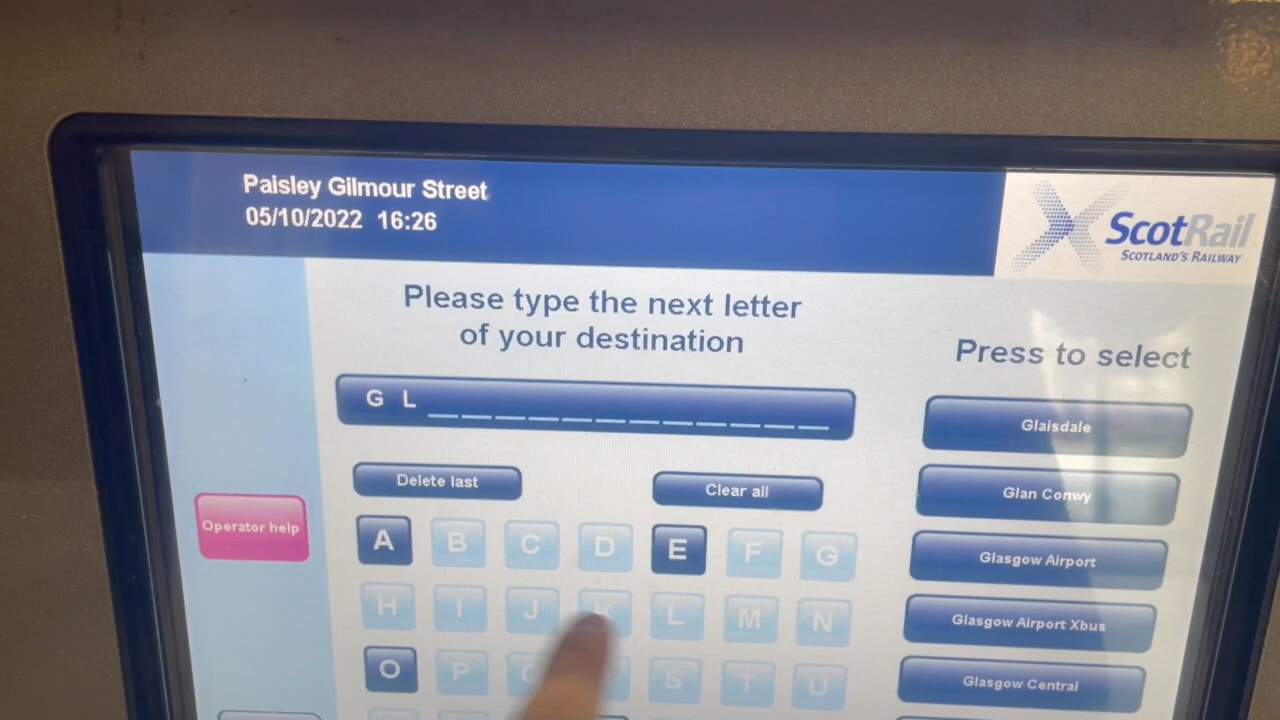 Paisley Gilmour Street
05/10/2022 16:26
ScotRail
SCOTLAND'S RAILWAY
Please type the next letter
of your destination
Press to select
G L
Glaisdale
Delete last
Clear all
Glan Conwy
Operator help
A B C D E F G
Glasgow Airport
H I J K L M N
Glasgow Airport Xbus
O P S T U
Glasgow Central